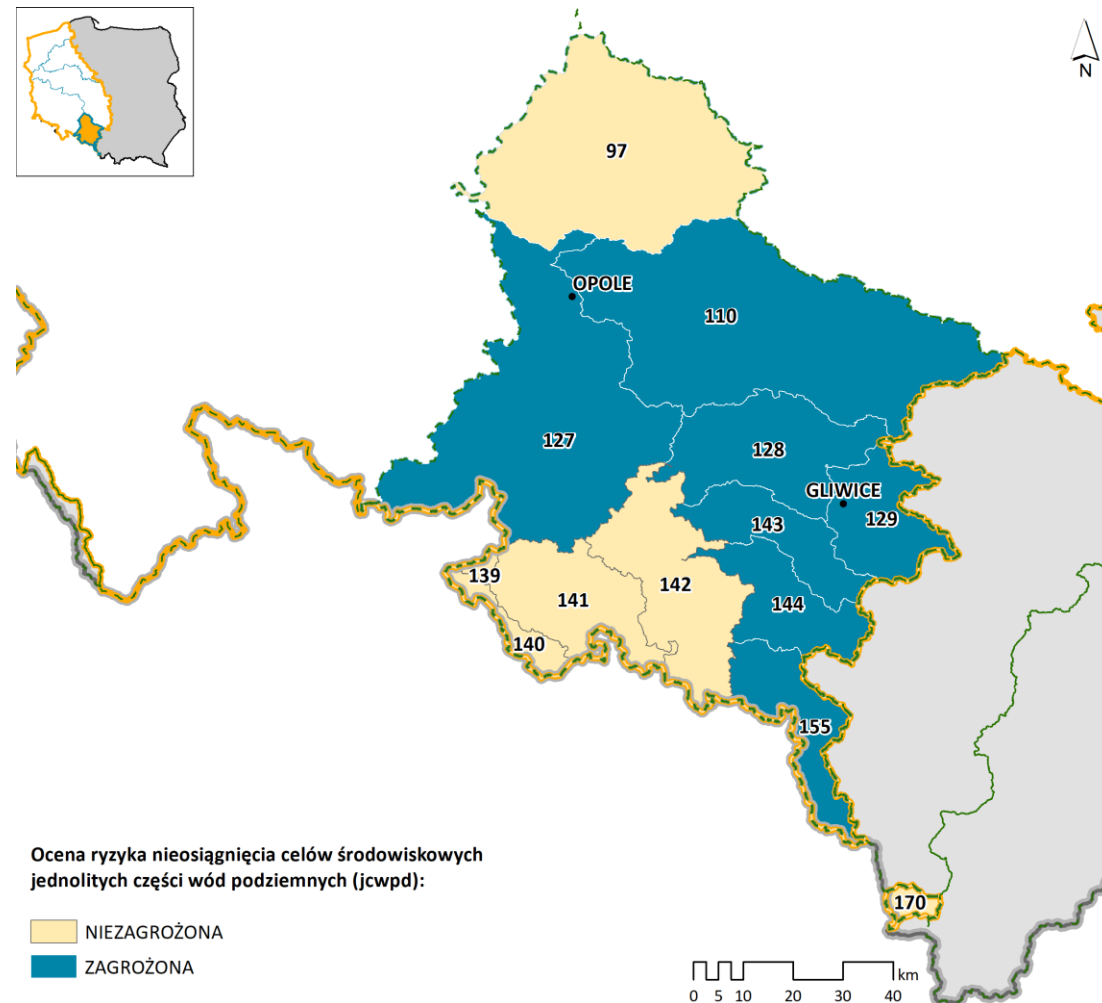 N
97
OPOLE
110
127
128
GLIWICE
129
143
139
141
142
144
140
155
170
Ocena ryzyka nieosiągnięcia celów środowiskowych
jednolitych części wód podziemnych (jcwpd):
NIEZAGROŻONA
ZAGROŻONA
km
0 5 10 20 30 40